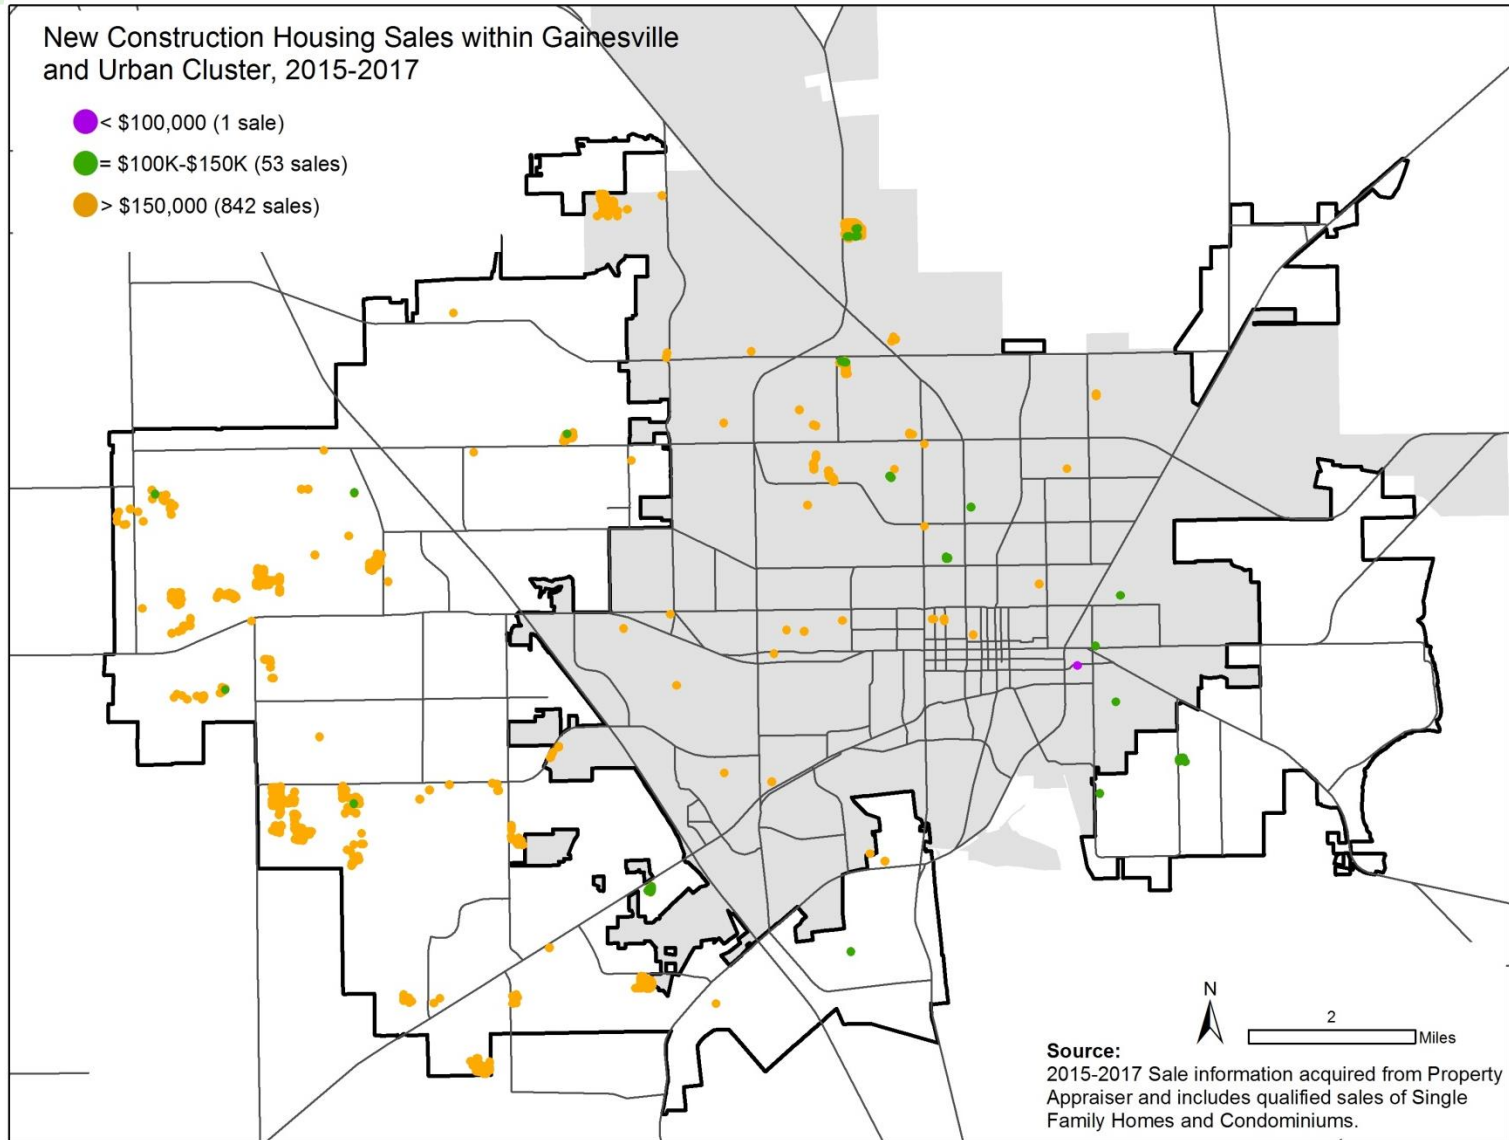 New Construction Housing Sales within Gainesville
and Urban Cluster, 2015-2017
< $100,000 (1 sale)
= $100K-$150K (53 sales)
> $150,000 (842 sales)
N
2
Miles
Source:
2015-2017 Sale information acquired from Property
Appraiser and includes qualified sales of Single
Family Homes and Condominiums.